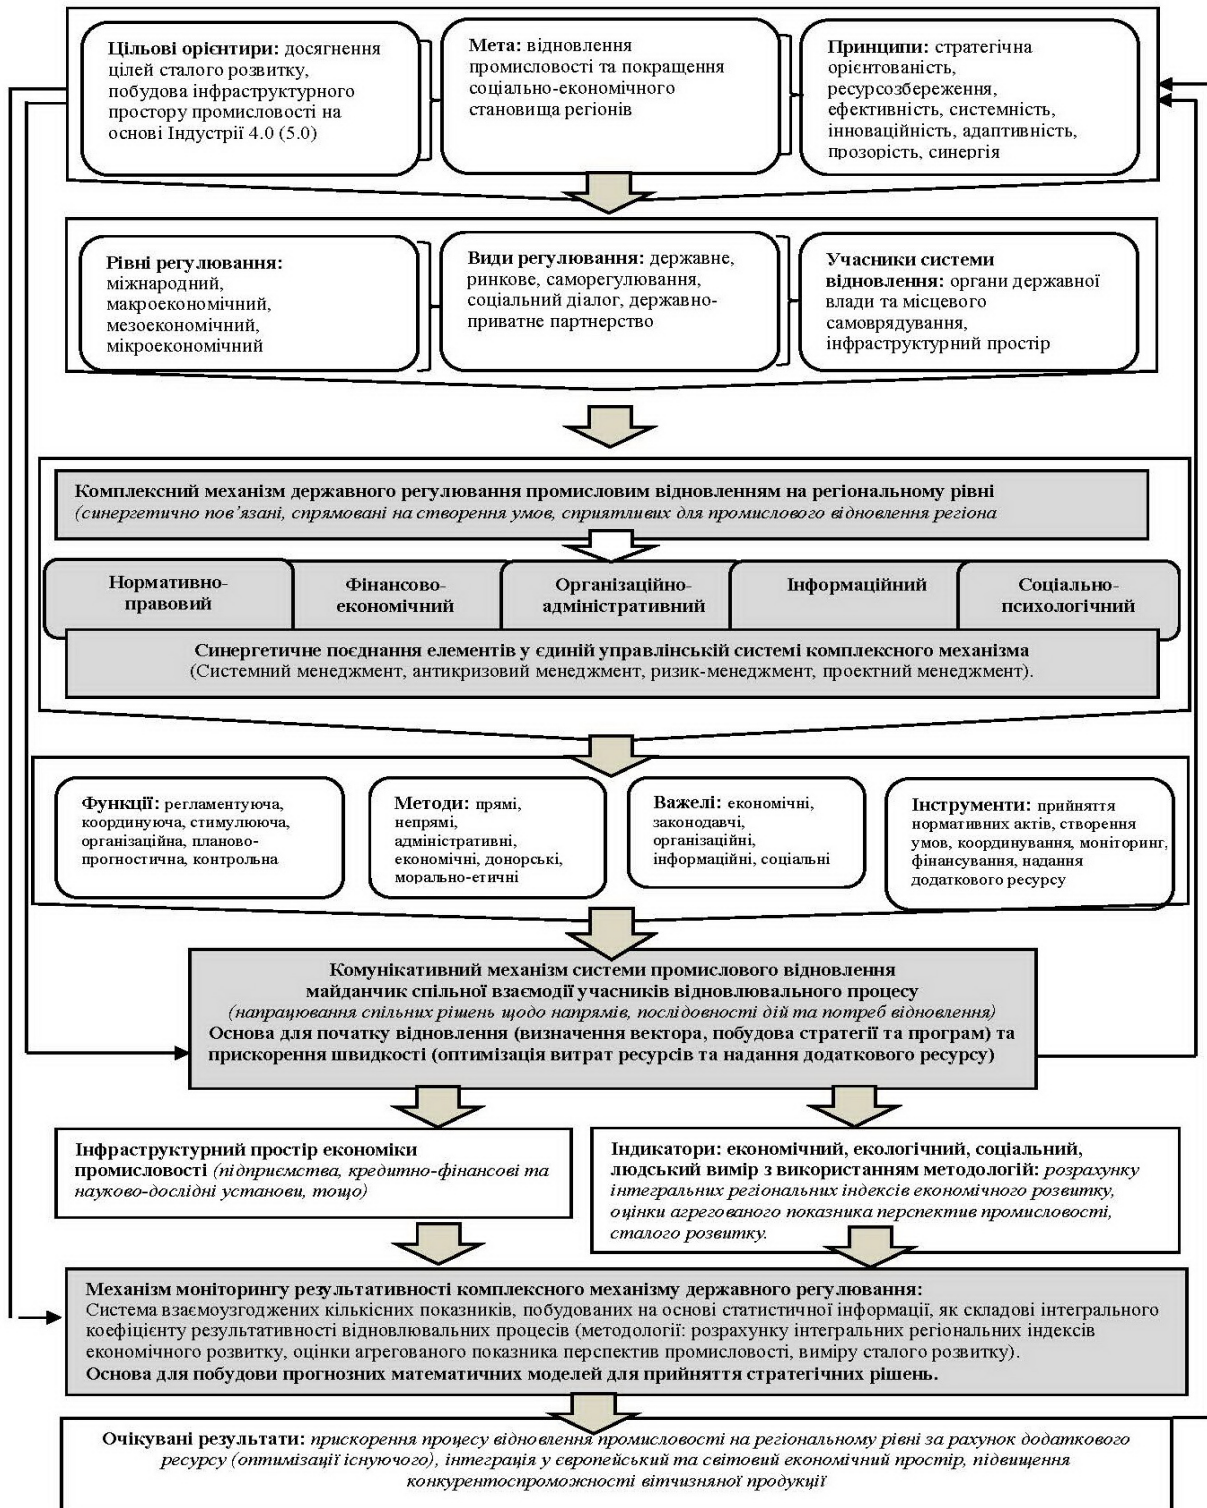 Цільові орієнтири: досягнення
цілей сталого розвитку,
побудова інфраструктурного
простору промисловості на
основі Індустрії 4.0 (5.0)
Мета: відновлення
промисловості та покращення
соціально-економічного
становища регіонів
Принципи: стратегічна
орієнтованість,
ресурсозбереження,
ефективність, системність,
інноваційність, адаптивність,
прозорість, синергія
Рівні регулювання:
міжнародний,
макроекономічний,
мезоекономічний,
мікроекономічний
Види регулювання: державне,
ринкове, саморегулювання,
соціальний діалог, державно-
приватне партнерство
Учасники системи
відновлення: органи державної
влади та місцевого
самоврядування,
інфраструктурний простір
Комплексний механізм державного регулювання промисловим відновленням на регіональному рівні
(синергетично пов’язані, спрямовані на створення умов, сприятливих для промислового відновлення регіона
Нормативно-
правовий
Фінансово-
економічний
Організаційно-
адміністративний
Інформаційний
Соціально-
психологічний
Синергетичне поєднання елементів у єдиній управлінській системі комплексного механізма
(Системний менеджмент, антикризовий менеджмент, ризик-менеджмент, проектний менеджмент).
Функції: регламентуюча,
координуюча, стимулююча,
організаційна, планово-
прогностична, контрольна
Методи: прямі,
непрямі,
адміністративні,
економічні, донорські,
морально-етичні
Важелі: економічні,
законодавчі,
організаційні,
інформаційні, соціальні
Інструменти: прийняття
нормативних актів, створення
умов, координування, моніторинг,
фінансування, надання
додаткового ресурсу
Комунікативний механізм системи промислового відновлення
майданчик спільної взаємодії учасників відновлювального процесу
(напрацювання спільних рішень щодо напрямів, послідовності дій та потреб відновлення)
Основа для початку відновлення (визначення вектора, побудова стратегії та програм) та
прискорення швидкості (оптимізація витрат ресурсів та надання додаткового ресурсу)
Інфраструктурний простір економіки
промисловості (підприємства, кредитно-фінансові та
науково-дослідні установи, тощо)
Індикатори: економічний, екологічний, соціальний,
людський вимір з використанням методологій: розрахунку
інтегральних регіональних індексів економічного розвитку,
оцінки агрегованого показника перспектив промисловості,
сталого розвитку.
Механізм моніторингу результативності комплексного механізму державного регулювання:
Система взаємоузгоджених кількісних показників, побудованих на основі статистичної інформації, як складові інтегрального
коефіцієнту результативності відновлювальних процесів (методології: розрахунку інтегральних регіональних індексів
економічного розвитку, оцінки агрегованого показника перспектив промисловості, виміру сталого розвитку).
Основа для побудови прогнозних математичних моделей для прийняття стратегічних рішень.
Очікувані результати: прискорення процесу відновлення промисловості на регіональному рівні за рахунок додаткового
ресурсу (оптимізації існуючого), інтеграція у європейський та світовий економічний простір, підвищення
конкурентоспроможності вітчизняної продукції